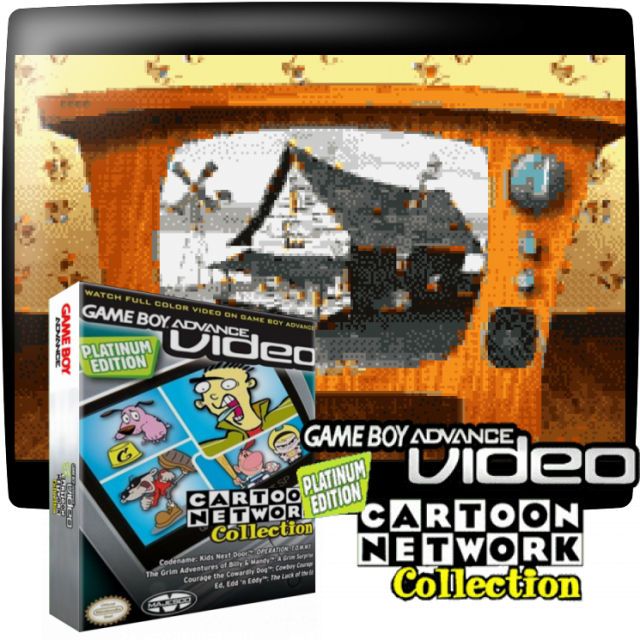 WATCH FULL COLOR VIDEO ON GAME BOY ADVANCE
GAME BOY ADVANCE
Video
PLATINUM
EDITION
GAME BOY
ADVANCE
CARTOON
NETWORK
Collection
Codename: Kids Next Door™:
The Grim Adventures of Billy & Mandy™: A Grim Surprise
Courage the Cowardly Dog™: Cowboy Courage
Ed, Edd 'n Eddy™: The Luck of the Ed
MAJESCO
GAME BOY ADVANCE
Video
PLATINUM
EDITION
CARTOON
NETWORK
Collection